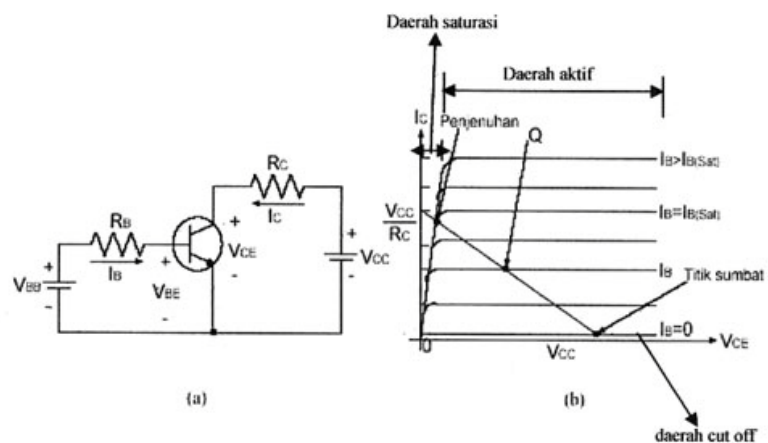 Daerah saturasi
Daerah aktif
IC
Penjenuhan
Q
IB>IB(Sat)
RC
IC
VCC
RC
IB=IB(Sat)
RB
+
+
+
+
VCE
VCC
IB
IB
Titik sumbat
VBB
VBE
-
-
-
-
IB=0
0
VCC
VCE
(a)
(b)
daerah cut off